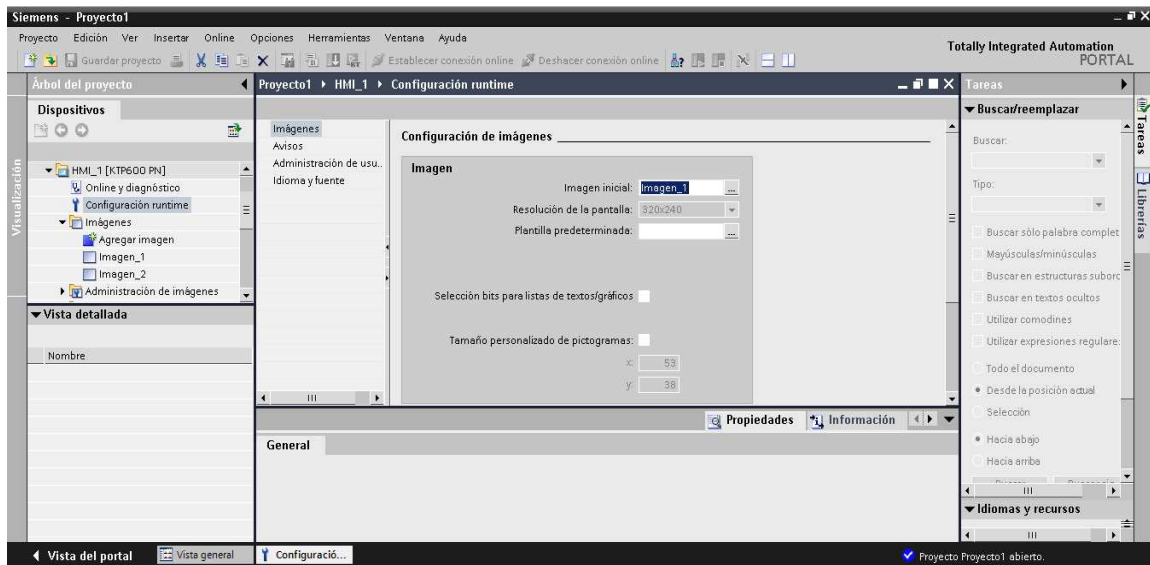 Siemens - Proyecto1
Proyecto Edición Ver Insertar Online Opciones Herramientas Ventana Ayuda
Totally Integrated Automation
PORTAL
Guardar proyecto
Establecer conexión online
Deshacer conexión online
Árbol del proyecto
Dispositivos
Visualización
HMI_1 [KTP600 PN]
Online y diagnóstico
Configuración runtime
Imágenes
Agregar imagen
Imagen_1
Imagen_2
Administración de imágenes
Vista detallada
Nombre
Proyecto1 HMI_1 Configuración runtime
Imágenes
Avisos
Administración de usu..
Idioma y fuente
Configuración de imágenes
Imagen
Imagen inicial: Imagen_1 ...
Resolución de la pantalla: 320x240
Plantilla predeterminada: ...
Selección bits para listas de textos/gráficos
Tamaño personalizado de pictogramas:
x: 53
y: 38
Propiedades
Información
General
Tareas
Buscar/reemplazar
Buscar:
Tipo:
Buscar sólo palabra complet
Mayúsculas/minúsculas
Buscar en estructuras suborc
Buscar en textos ocultos
Utilizar comodines
Utilizar expresiones regulare:
Todo el documento
Desde la posición actual
Selección
Hacia abajo
Hacia arriba
Idiomas y recursos
Tareas
Librerías
Vista del portal
Vista general
Configuració...
Proyecto Proyecto1 abierto.